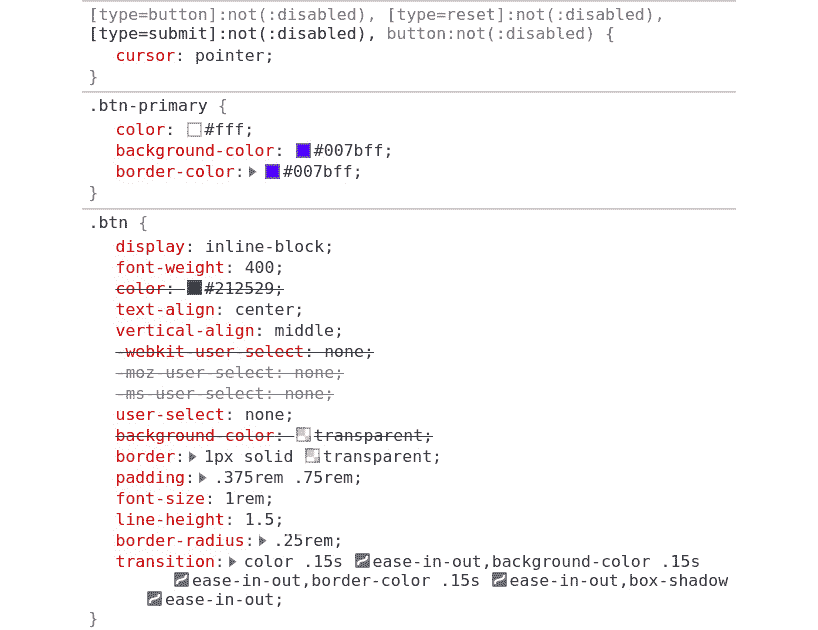 [type=button]:not(:disabled), [type=reset]:not(:disabled),
[type=submit]:not(:disabled), button:not(:disabled) {
cursor: pointer;
}
.btn-primary {
color: #fff;
background-color: #007bff;
border-color: #007bff;
}
.btn {
display: inline-block;
font-weight: 400;
color: #212529;
text-align: center;
vertical-align: middle;
-webkit-user-select: none;
-moz-user-select: none;
-ms-user-select: none;
user-select: none;
background-color: transparent;
border: 1px solid transparent;
padding: .375rem .75rem;
font-size: 1rem;
line-height: 1.5;
border-radius: .25rem;
transition: color .15s ease-in-out,background-color .15s
ease-in-out,border-color .15s ease-in-out,box-shadow
ease-in-out;
}